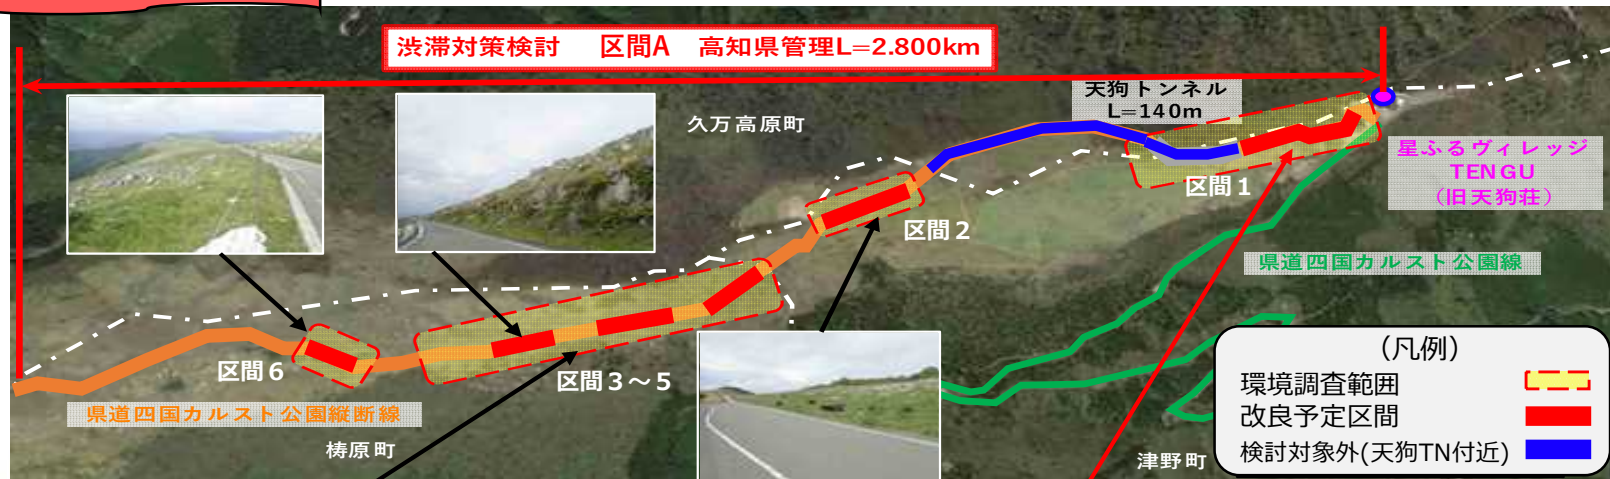 渋滞対策検討 区間A 高知県管理L=2.800km
天狗トンネル
L=140m
久万高原町
星ふるヴィレッジ
TENGU
（旧天狗荘）
区間１
区間２
県道四国カルスト公園線
区間６
区間３～５
県道四国カルスト公園縦断線
梼原町
津野町
（凡例）
環境調査範囲
改良予定区間
検討対象外(天狗TN付近)